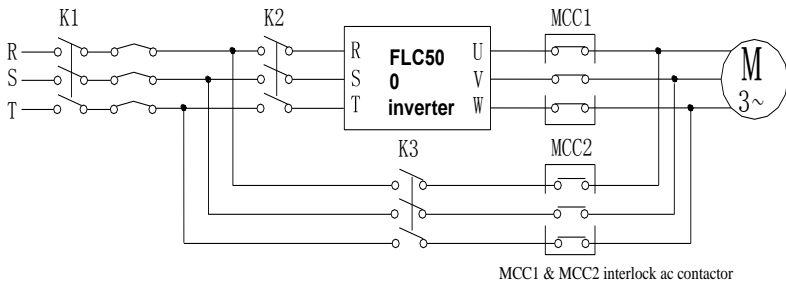 K1
K2
MCC1
R
R
FLC50
U
M
S
S
0
V
T
T
inverter
W
3~
K3
MCC2
MCC1 & MCC2 interlock ac contactor